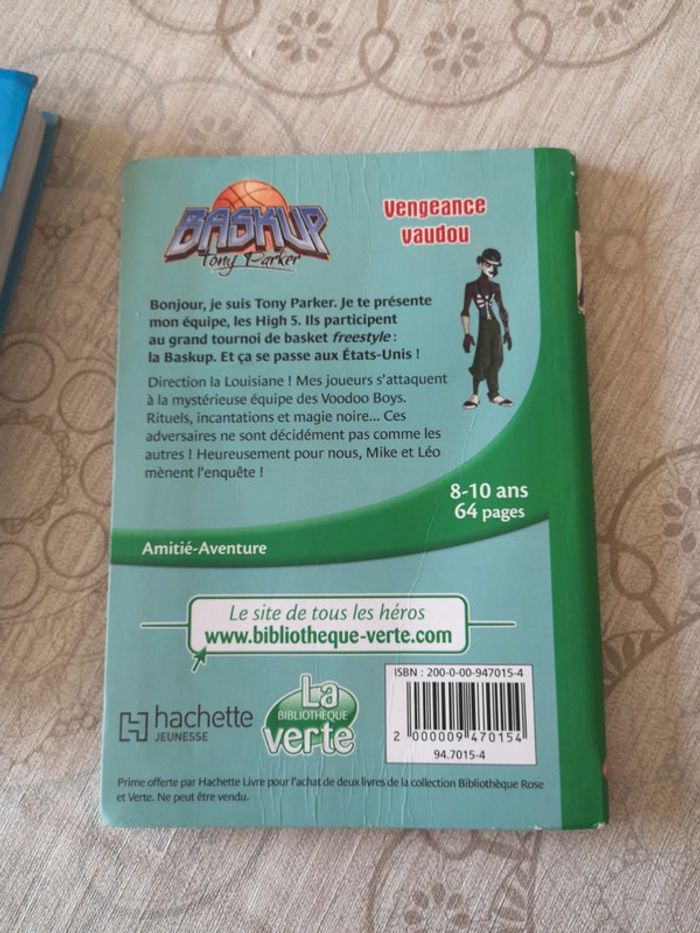 BASKUP
Tony Parker
Vengeance
vaudou
Bonjour, je suis Tony Parker. Je te présente
mon équipe, les High 5. Ils participent
au grand tournoi de basket freestyle :
la Baskup. Et ça se passe aux États-Unis !
Direction la Louisiane ! Mes joueurs s'attaquent
à la mystérieuse équipe des Voodoo Boys.
Rituels, incantations et magie noire... Ces
adversaires ne sont décidément pas comme les
autres ! Heureusement pour nous, Mike et Léo
mènent l'enquête !
8-10 ans
64 pages
Amitié-Aventure
Le site de tous les héros
www.bibliotheque-verte.com
hachette
JEUNESSE
La
BIBLIOTHÈQUE
verte
ISBN : 200-0-00-947015-4
2 000009 470154
94.7015-4
Prime offerte par Hachette Livre pour l'achat de deux livres de la collection Bibliothèque Rose
et Verte. Ne peut être vendu.